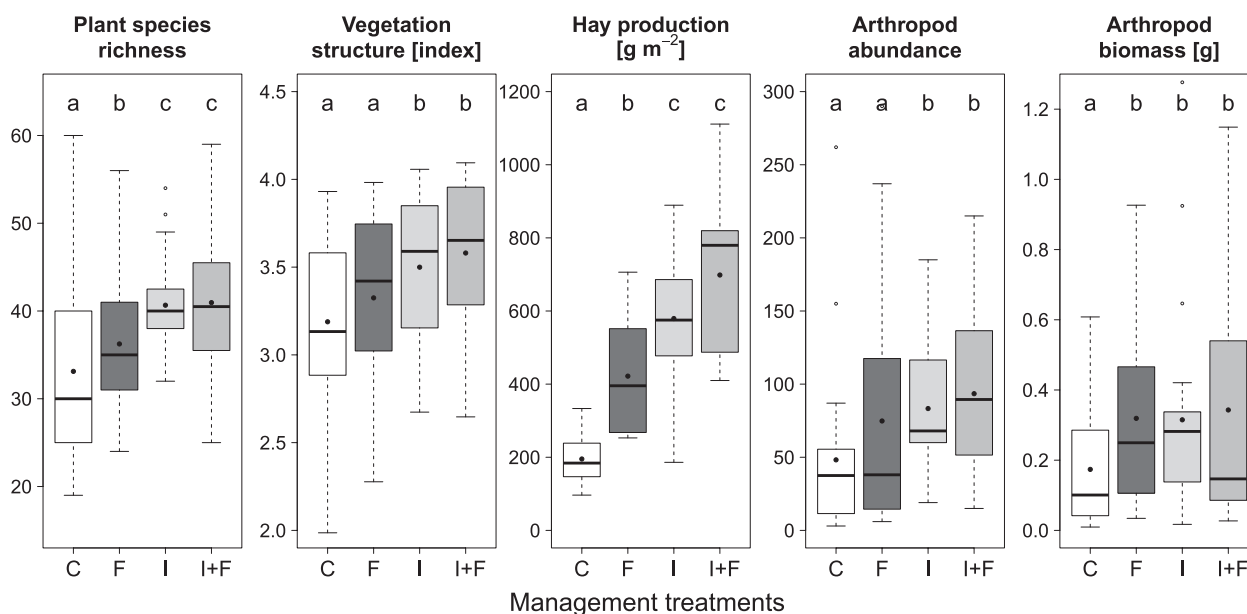 Plant species
richness
Vegetation
structure [index]
Hay production
[g m⁻²]
Arthropod
abundance
Arthropod
biomass [g]
a b c c
60
50
40
30
20
C F I I+F
a a b b
4.5
4.0
3.5
3.0
2.5
2.0
C F I I+F
a b c c
1200
1000
800
600
400
200
0
C F I I+F
a a b b
300
250
200
150
100
50
0
C F I I+F
a b b b
1.2
1.0
0.8
0.6
0.4
0.2
0.0
C F I I+F
Management treatments